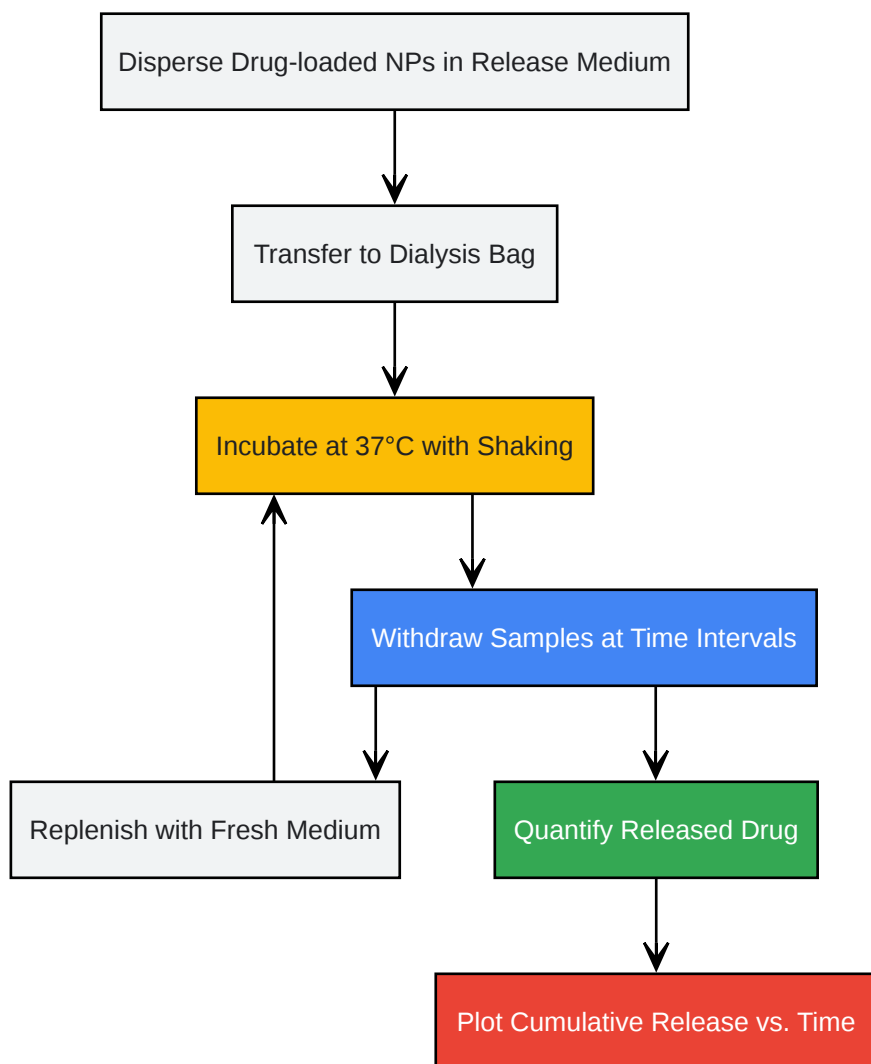 Disperse Drug-loaded NPs in Release Medium
Transfer to Dialysis Bag
Incubate at 37°C with Shaking
Withdraw Samples at Time Intervals
Replenish with Fresh Medium
Quantify Released Drug
Plot Cumulative Release vs. Time